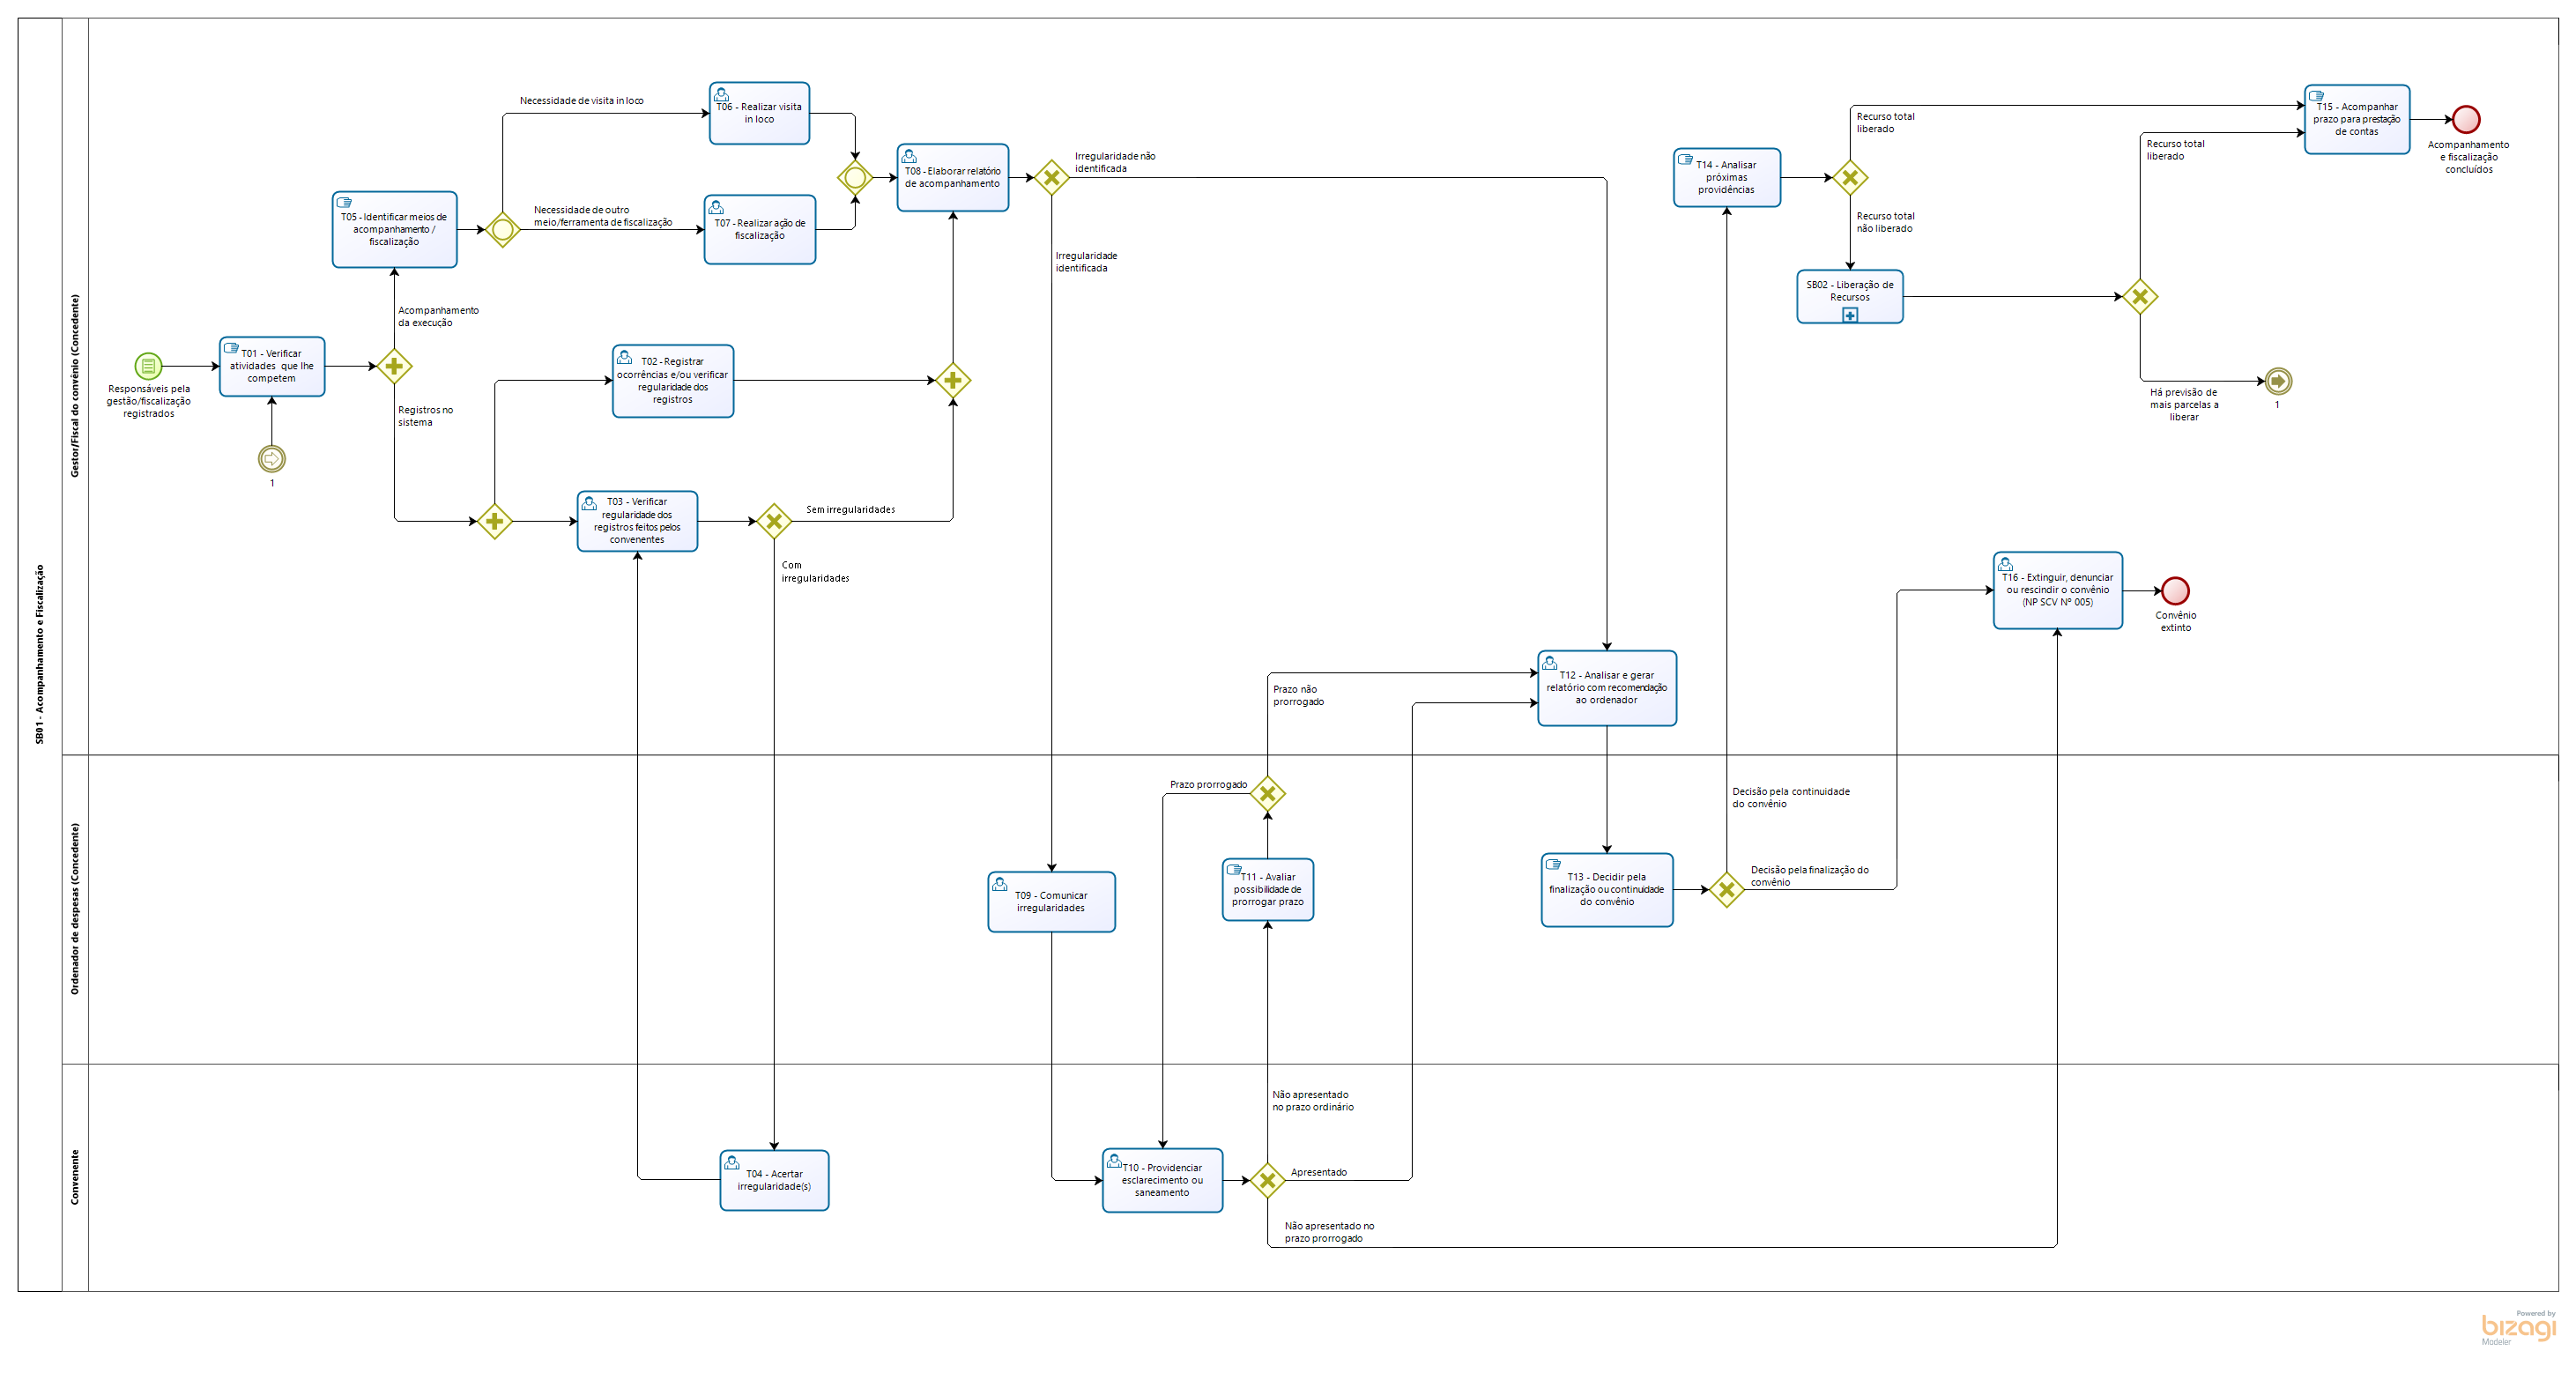 SB01 - Acompanhamento e Fiscalização
Gestor/Fiscal do convênio (Concedente)
Responsáveis pela
gestão/fiscalização
registrados
T01 - Verificar
atividades que lhe
competem
1
Acompanhamento
da execução
Registros no
sistema
T05 - Identificar meios de
acompanhamento /
fiscalização
Necessidade de visita in loco
Necessidade de outro
meio/ferramenta de fiscalização
T06 - Realizar visita
in loco
T07 - Realizar ação de
fiscalização
T02 - Registrar
ocorrências e/ou verificar
regularidade dos
registros
T03 - Verificar
regularidade dos
registros feitos pelos
convenentes
Sem irregularidades
Com
irregularidades
T08 - Elaborar relatório
de acompanhamento
Irregularidade não
identificada
Irregularidade
identificada
Prazo não
prorrogado
T12 - Analisar e gerar
relatório com recomendação
ao ordenador
T14 - Analisar
próximas
providências
Recurso total
liberado
Recurso total
não liberado
SB02 - Liberação de
Recursos
Recurso total
liberado
Há previsão de
mais parcelas a
liberar
1
T15 - Acompanhar
prazo para prestação
de contas
Acompanhamento
e fiscalização
concluídos
T16 - Extinguir, denunciar
ou rescindir o convênio
(NP SCV Nº 005)
Convênio
extinto
Ordenador de despesas (Concedente)
T09 - Comunicar
irregularidades
Prazo prorrogado
T11 - Avaliar
possibilidade de
prorrogar prazo
T13 - Decidir pela
finalização ou continuidade
do convênio
Decisão pela continuidade
do convênio
Decisão pela finalização do
convênio
Convenente
T04 - Acertar
irregularidade(s)
T10 - Providenciar
esclarecimento ou
saneamento
Não apresentado
no prazo ordinário
Apresentado
Não apresentado no
prazo prorrogado
Powered by
bizagi
Modeler